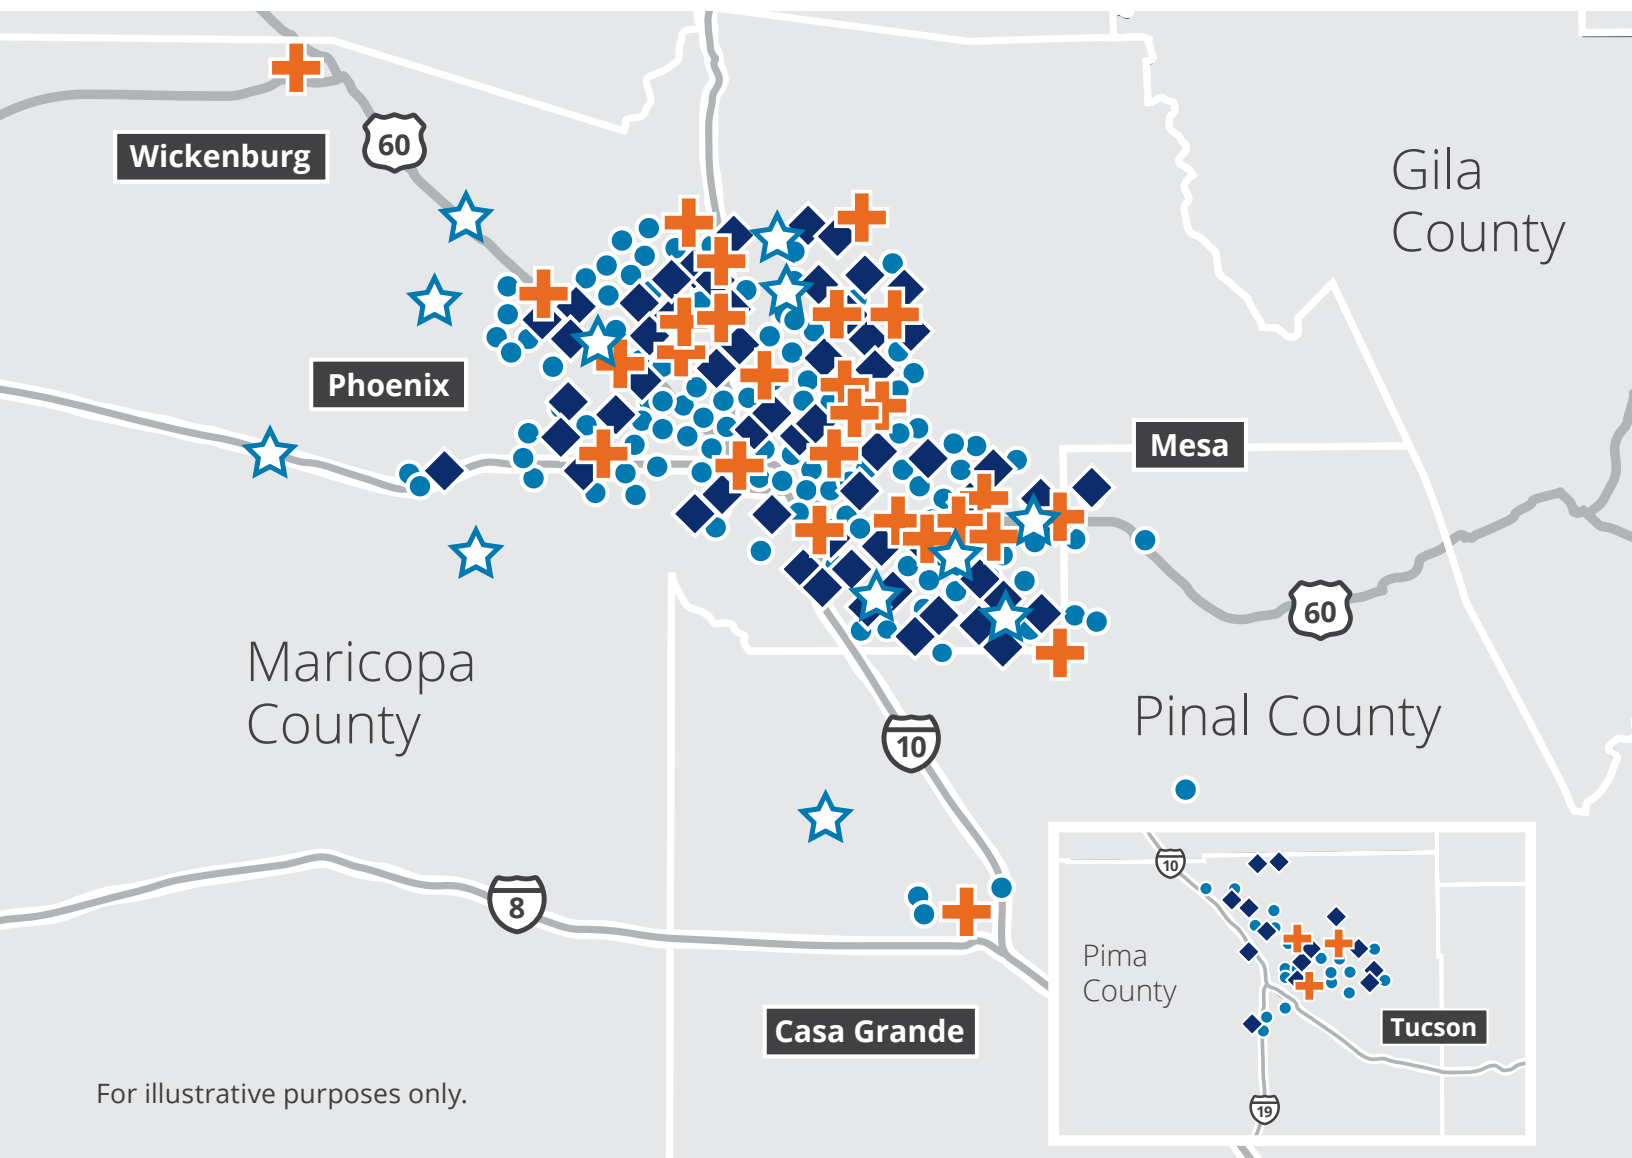 Wickenburg
60
Gila
County
Phoenix
Mesa
60
Maricopa
County
Pinal County
10
8
10
Pima
County
Tucson
Casa Grande
For illustrative purposes only.
19